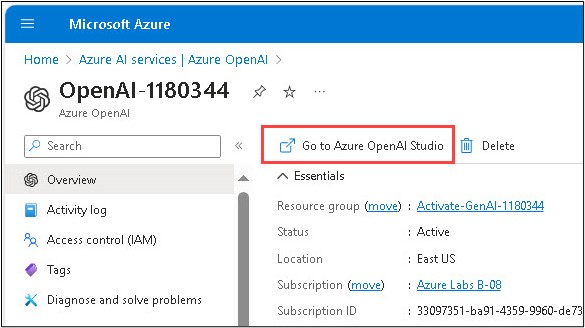 Microsoft Azure
Home > Azure AI services | Azure OpenAI >
OpenAI-1180344
Azure OpenAI
Search
Go to Azure OpenAI Studio
Delete
Overview
Essentials
Activity log
Resource group (move) : Activate-GenAI-1180344
Status : Active
Access control (IAM)
Location : East US
Tags
Subscription (move) : Azure Labs B-08
Diagnose and solve problems
Subscription ID : 33097351-ba91-4359-9960-de73